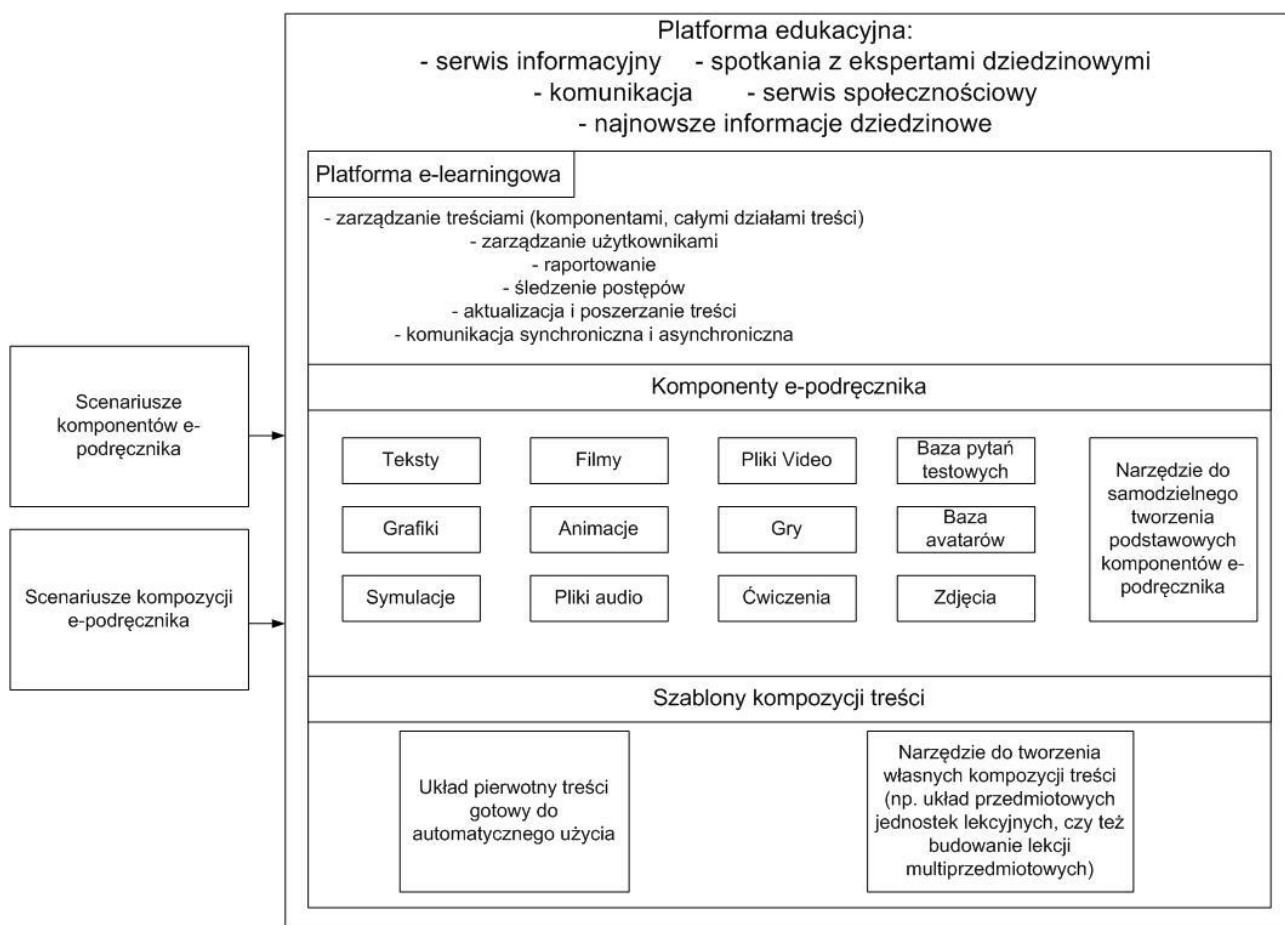 Platforma edukacyjna:
- serwis informacyjny - spotkania z ekspertami dziedzinowymi
- komunikacja - serwis społecznościowy
- najnowsze informacje dziedzinowe
Platforma e-learningowa
- zarządzanie treściami (komponentami, całymi działami treści)
- zarządzanie użytkownikami
- raportowanie
- śledzenie postępów
- aktualizacja i poszerzanie treści
- komunikacja synchroniczna i asynchroniczna
Scenariusze
komponentów e-
podręcznika
Scenariusze kompozycji
e-podręcznika
Komponenty e-podręcznika
Teksty
Filmy
Pliki Video
Baza pytań
testowych
Grafiki
Animacje
Gry
Baza
avatarów
Symulacje
Pliki audio
Ćwiczenia
Zdjęcia
Narzędzie do
samodzielnego
tworzenia
podstawowych
komponentów e-
podręcznika
Szablony kompozycji treści
Układ pierwotny treści
gotowy do
automatycznego użycia
Narzędzie do tworzenia
własnych kompozycji treści
(np. układ przedmiotowych
jednostek lekcyjnych, czy też
budowanie lekcji
multiprzedmiotowych)